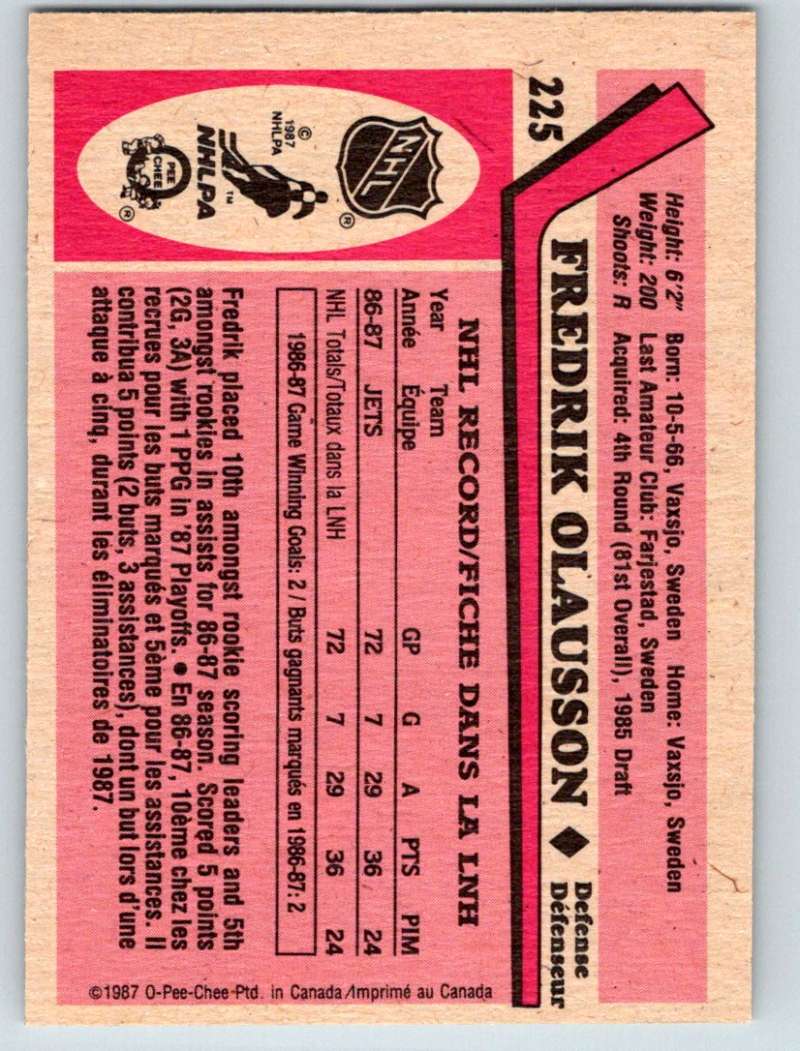 225
Height: 6'2" Born: 10-5-66, Vaxsjo, Sweden Home: Vaxsjo, Sweden
Weight: 200 Last Amateur Club: Farjestad, Sweden
Shoots: R Acquired: 4th Round (81st Overall), 1985 Draft
FREDRIK OLAUSSON ◆ Defense
Défenseur
NHL
®
© 1987 NHLPA
NHLPA™
O PEE CHEE
®
NHL RECORD/FICHE DANS LA LNH
Year Team
Année Équipe GP G A PTS PIM
86-87 JETS 72 7 29 36 24
NHL Totals/Totaux dans la LNH 72 7 29 36 24
1986-87 Game Winning Goals: 2 / Buts gagnants marqués en 1986-87: 2
Fredrik placed 10th amongst rookie scoring leaders and 5th
amongst rookies in assists for 86-87 season. Scored 5 points
(2G, 3A) with 1 PPG in '87 Playoffs. ● En 86-87, 10ème chez les
recrues pour les buts marqués et 5ème pour les assistances. Il
contribua 5 points (2 buts, 3 assistances), dont un but lors d'une
attaque à cinq, durant les éliminatoires de 1987.
©1987 O-Pee-Chee Ptd. in Canada/Imprimé au Canada